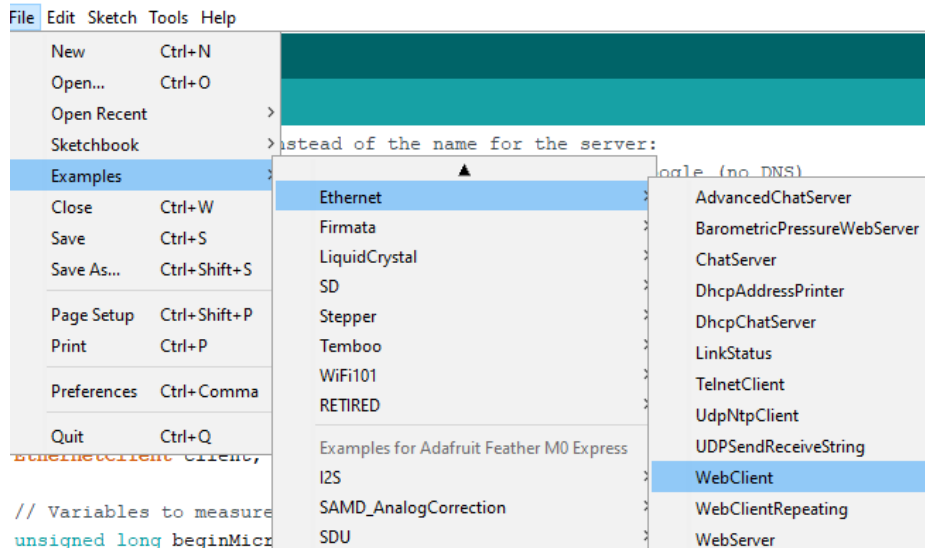 File Edit Sketch Tools Help
New Ctrl+N
Open... Ctrl+O
Open Recent
Sketchbook
Examples
Close Ctrl+W
Save Ctrl+S
Save As... Ctrl+Shift+S
Page Setup Ctrl+Shift+P
Print Ctrl+P
Preferences Ctrl+Comma
Quit Ctrl+Q
nstead of the name for the server:
ogle (no DNS)
Ethernet
Firmata
LiquidCrystal
SD
Stepper
Temboo
WiFi101
RETIRED
Examples for Adafruit Feather M0 Express
I2S
SAMD_AnalogCorrection
SDU
AdvancedChatServer
BarometricPressureWebServer
ChatServer
DhcpAddressPrinter
DhcpChatServer
LinkStatus
TelnetClient
UdpNtpClient
UDPSendReceiveString
WebClient
WebClientRepeating
WebServer
EthernetClient client;
// Variables to measure
unsigned long beginMicr